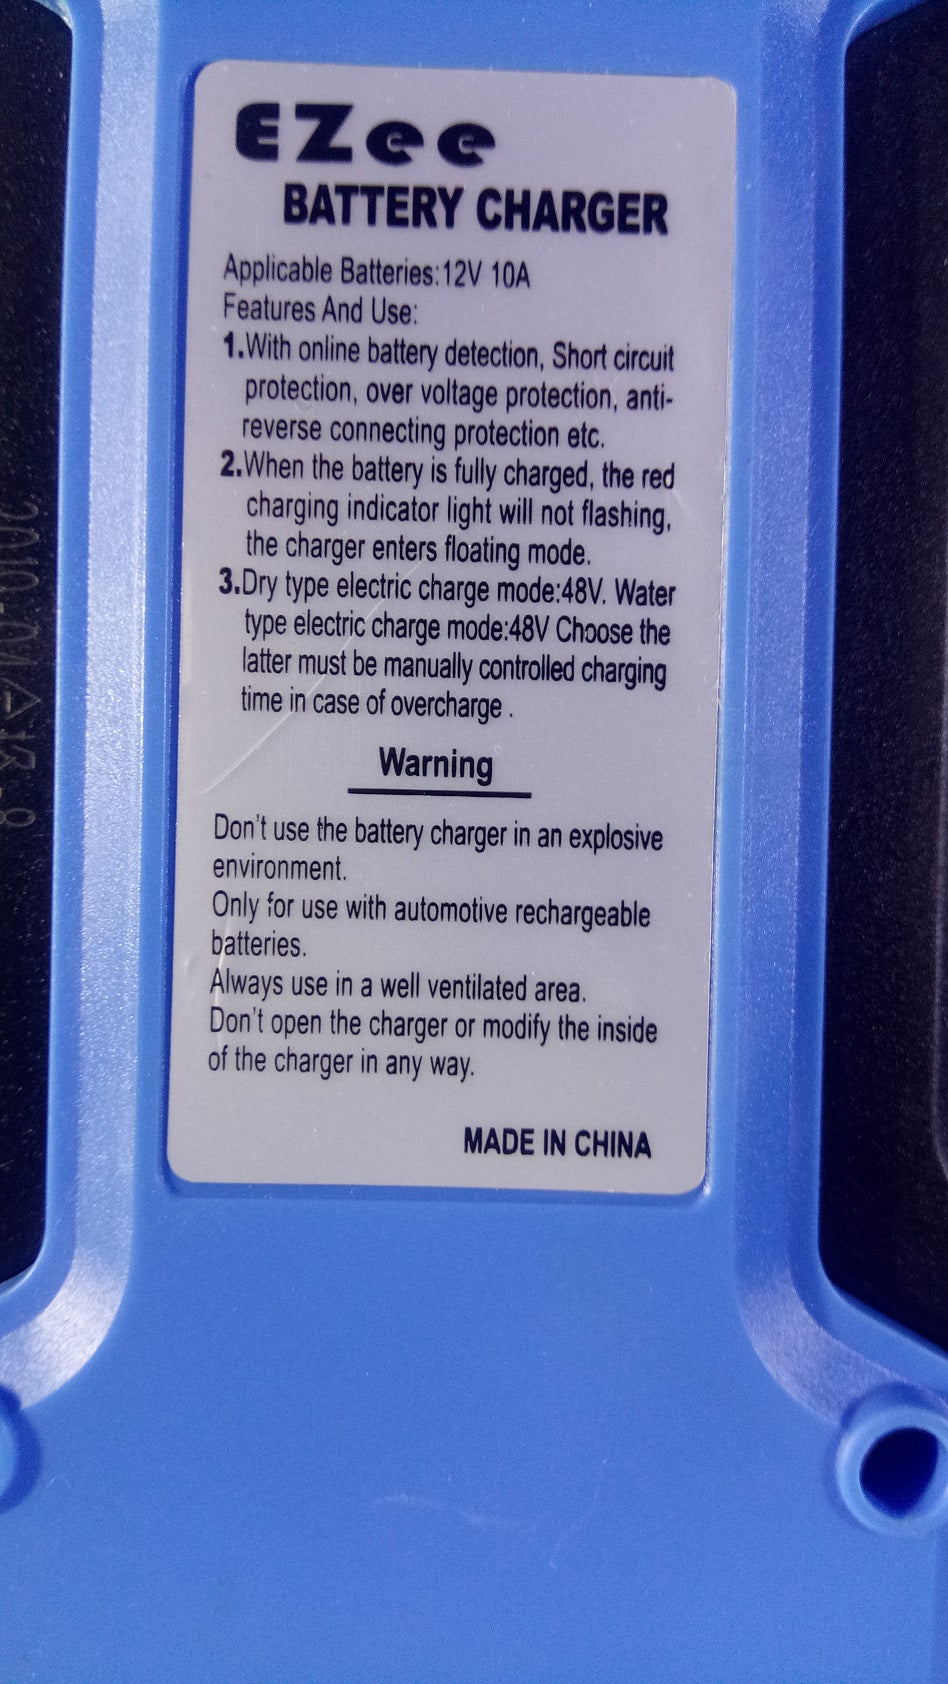 EZee
BATTERY CHARGER
Applicable Batteries:12V 10A
Features And Use:
1.With online battery detection, Short circuit
protection, over voltage protection, anti-
reverse connecting protection etc.
2.When the battery is fully charged, the red
charging indicator light will not flashing,
the charger enters floating mode.
3.Dry type electric charge mode:48V. Water
type electric charge mode:48V Choose the
latter must be manually controlled charging
time in case of overcharge .
Warning
Don't use the battery charger in an explosive
environment.
Only for use with automotive rechargeable
batteries.
Always use in a well ventilated area.
Don't open the charger or modify the inside
of the charger in any way.
MADE IN CHINA